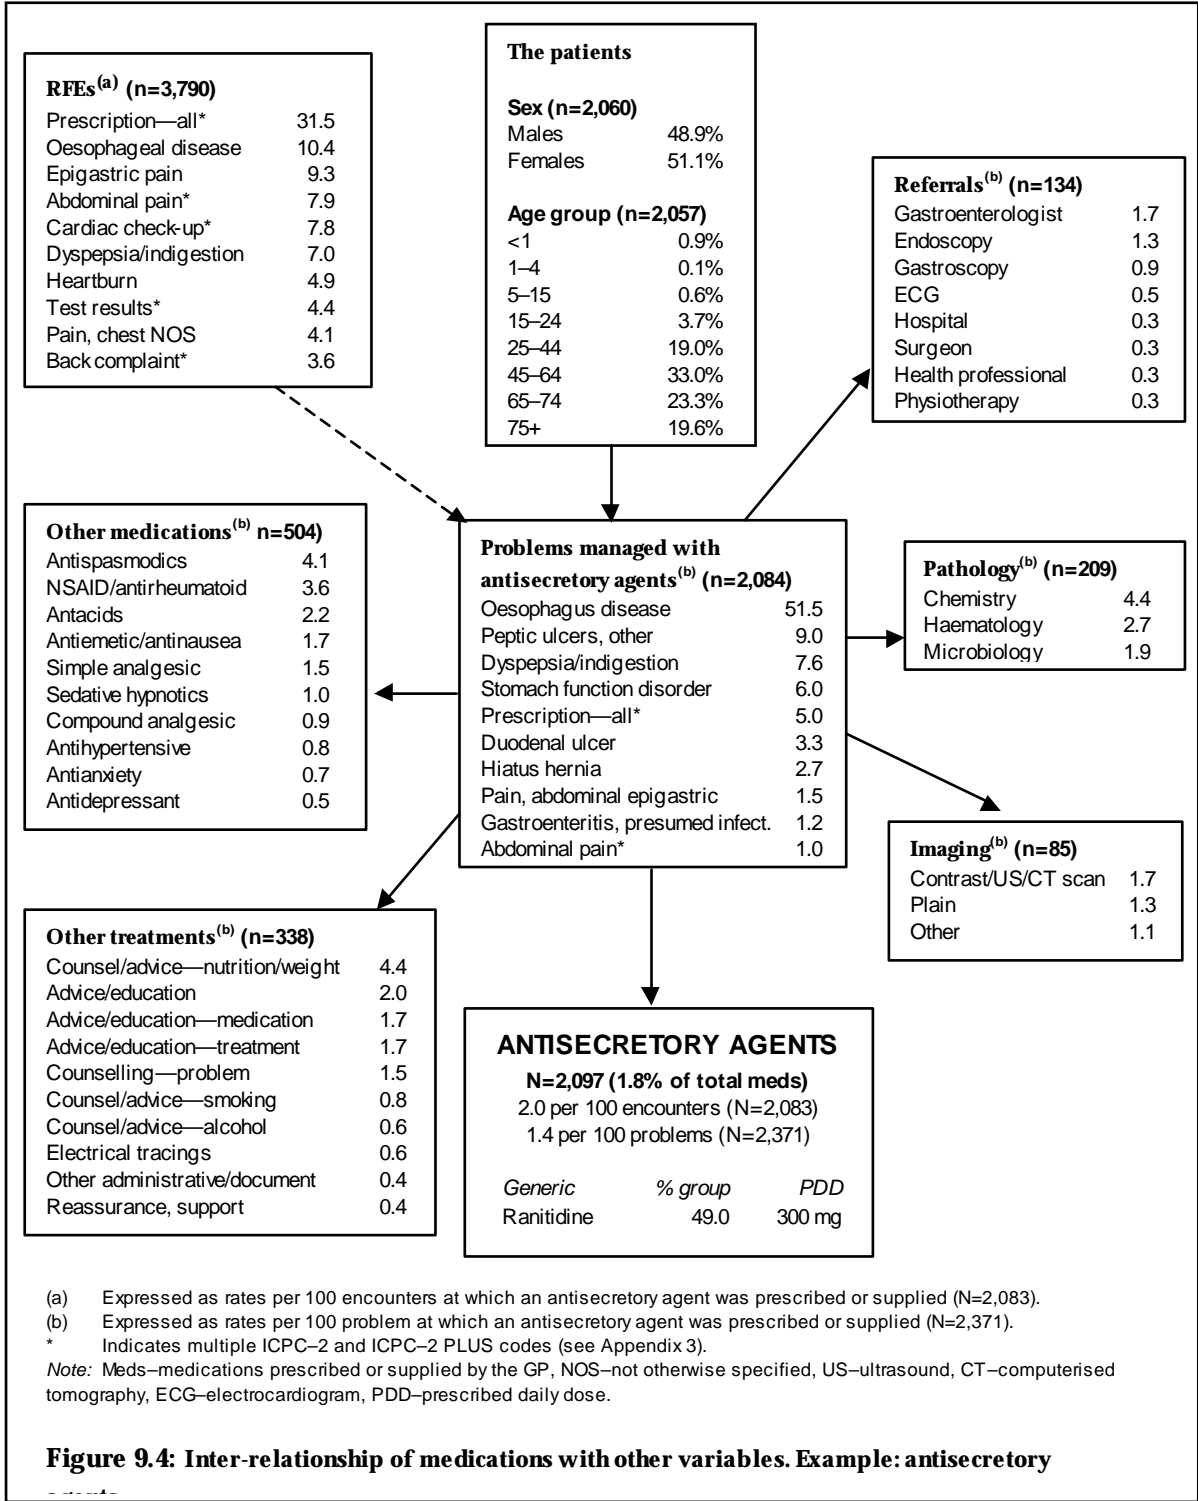 The patients
Sex (n=2,060)
Males 48.9%
Females 51.1%
Age group (n=2,057)
<1 0.9%
1–4 0.1%
5–15 0.6%
15–24 3.7%
25–44 19.0%
45–64 33.0%
65–74 23.3%
75+ 19.6%
RFEs(a) (n=3,790)
Prescription—all* 31.5
Oesophageal disease 10.4
Epigastric pain 9.3
Abdominal pain* 7.9
Cardiac check-up* 7.8
Dyspepsia/indigestion 7.0
Heartburn 4.9
Test results* 4.4
Pain, chest NOS 4.1
Back complaint* 3.6
Referrals(b) (n=134)
Gastroenterologist 1.7
Endoscopy 1.3
Gastroscopy 0.9
ECG 0.5
Hospital 0.3
Surgeon 0.3
Health professional 0.3
Physiotherapy 0.3
Other medications(b) n=504)
Antispasmodics 4.1
NSAID/antirheumatoid 3.6
Antacids 2.2
Antiemetic/antinausea 1.7
Simple analgesic 1.5
Sedative hypnotics 1.0
Compound analgesic 0.9
Antihypertensive 0.8
Antianxiety 0.7
Antidepressant 0.5
Problems managed with
antisecretory agents(b) (n=2,084)
Oesophagus disease 51.5
Peptic ulcers, other 9.0
Dyspepsia/indigestion 7.6
Stomach function disorder 6.0
Prescription—all* 5.0
Duodenal ulcer 3.3
Hiatus hernia 2.7
Pain, abdominal epigastric 1.5
Gastroenteritis, presumed infect. 1.2
Abdominal pain* 1.0
Pathology(b) (n=209)
Chemistry 4.4
Haematology 2.7
Microbiology 1.9
Imaging(b) (n=85)
Contrast/US/CT scan 1.7
Plain 1.3
Other 1.1
Other treatments(b) (n=338)
Counsel/advice—nutrition/weight 4.4
Advice/education 2.0
Advice/education—medication 1.7
Advice/education—treatment 1.7
Counselling—problem 1.5
Counsel/advice—smoking 0.8
Counsel/advice—alcohol 0.6
Electrical tracings 0.6
Other administrative/document 0.4
Reassurance, support 0.4
ANTISECRETORY AGENTS
N=2,097 (1.8% of total meds)
2.0 per 100 encounters (N=2,083)
1.4 per 100 problems (N=2,371)
Generic % group PDD
Ranitidine 49.0 300 mg
(a) Expressed as rates per 100 encounters at which an antisecretory agent was prescribed or supplied (N=2,083).
(b) Expressed as rates per 100 problem at which an antisecretory agent was prescribed or supplied (N=2,371).
* Indicates multiple ICPC–2 and ICPC–2 PLUS codes (see Appendix 3).
Note: Meds–medications prescribed or supplied by the GP, NOS–not otherwise specified, US–ultrasound, CT–computerised
tomography, ECG–electrocardiogram, PDD–prescribed daily dose.
Figure 9.4: Inter-relationship of medications with other variables. Example: antisecretory